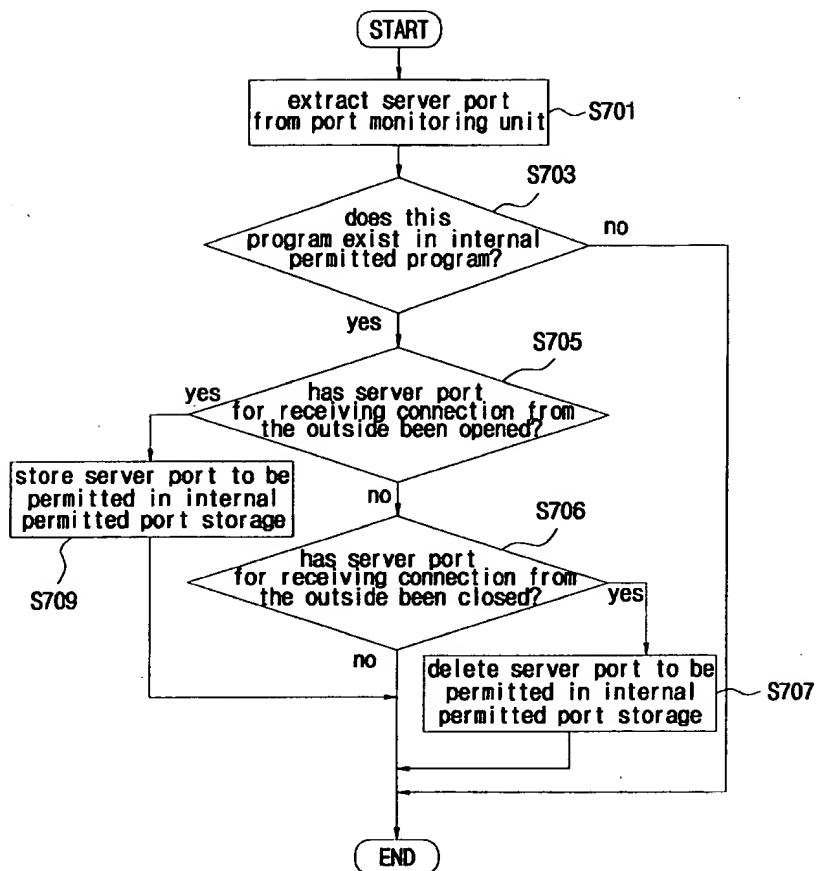 START
extract server port
from port monitoring unit
S701
S703
does this
program exist in internal
permitted program?
no
yes
S705
yes
has server port
for receiving connection from
the outside been opened?
store server port to be
permitted in internal
permitted port storage
no
S706
S709
has server port
for receiving connection from
the outside been closed?
yes
no
delete server port to be
permitted in internal
permitted port storage
S707
END